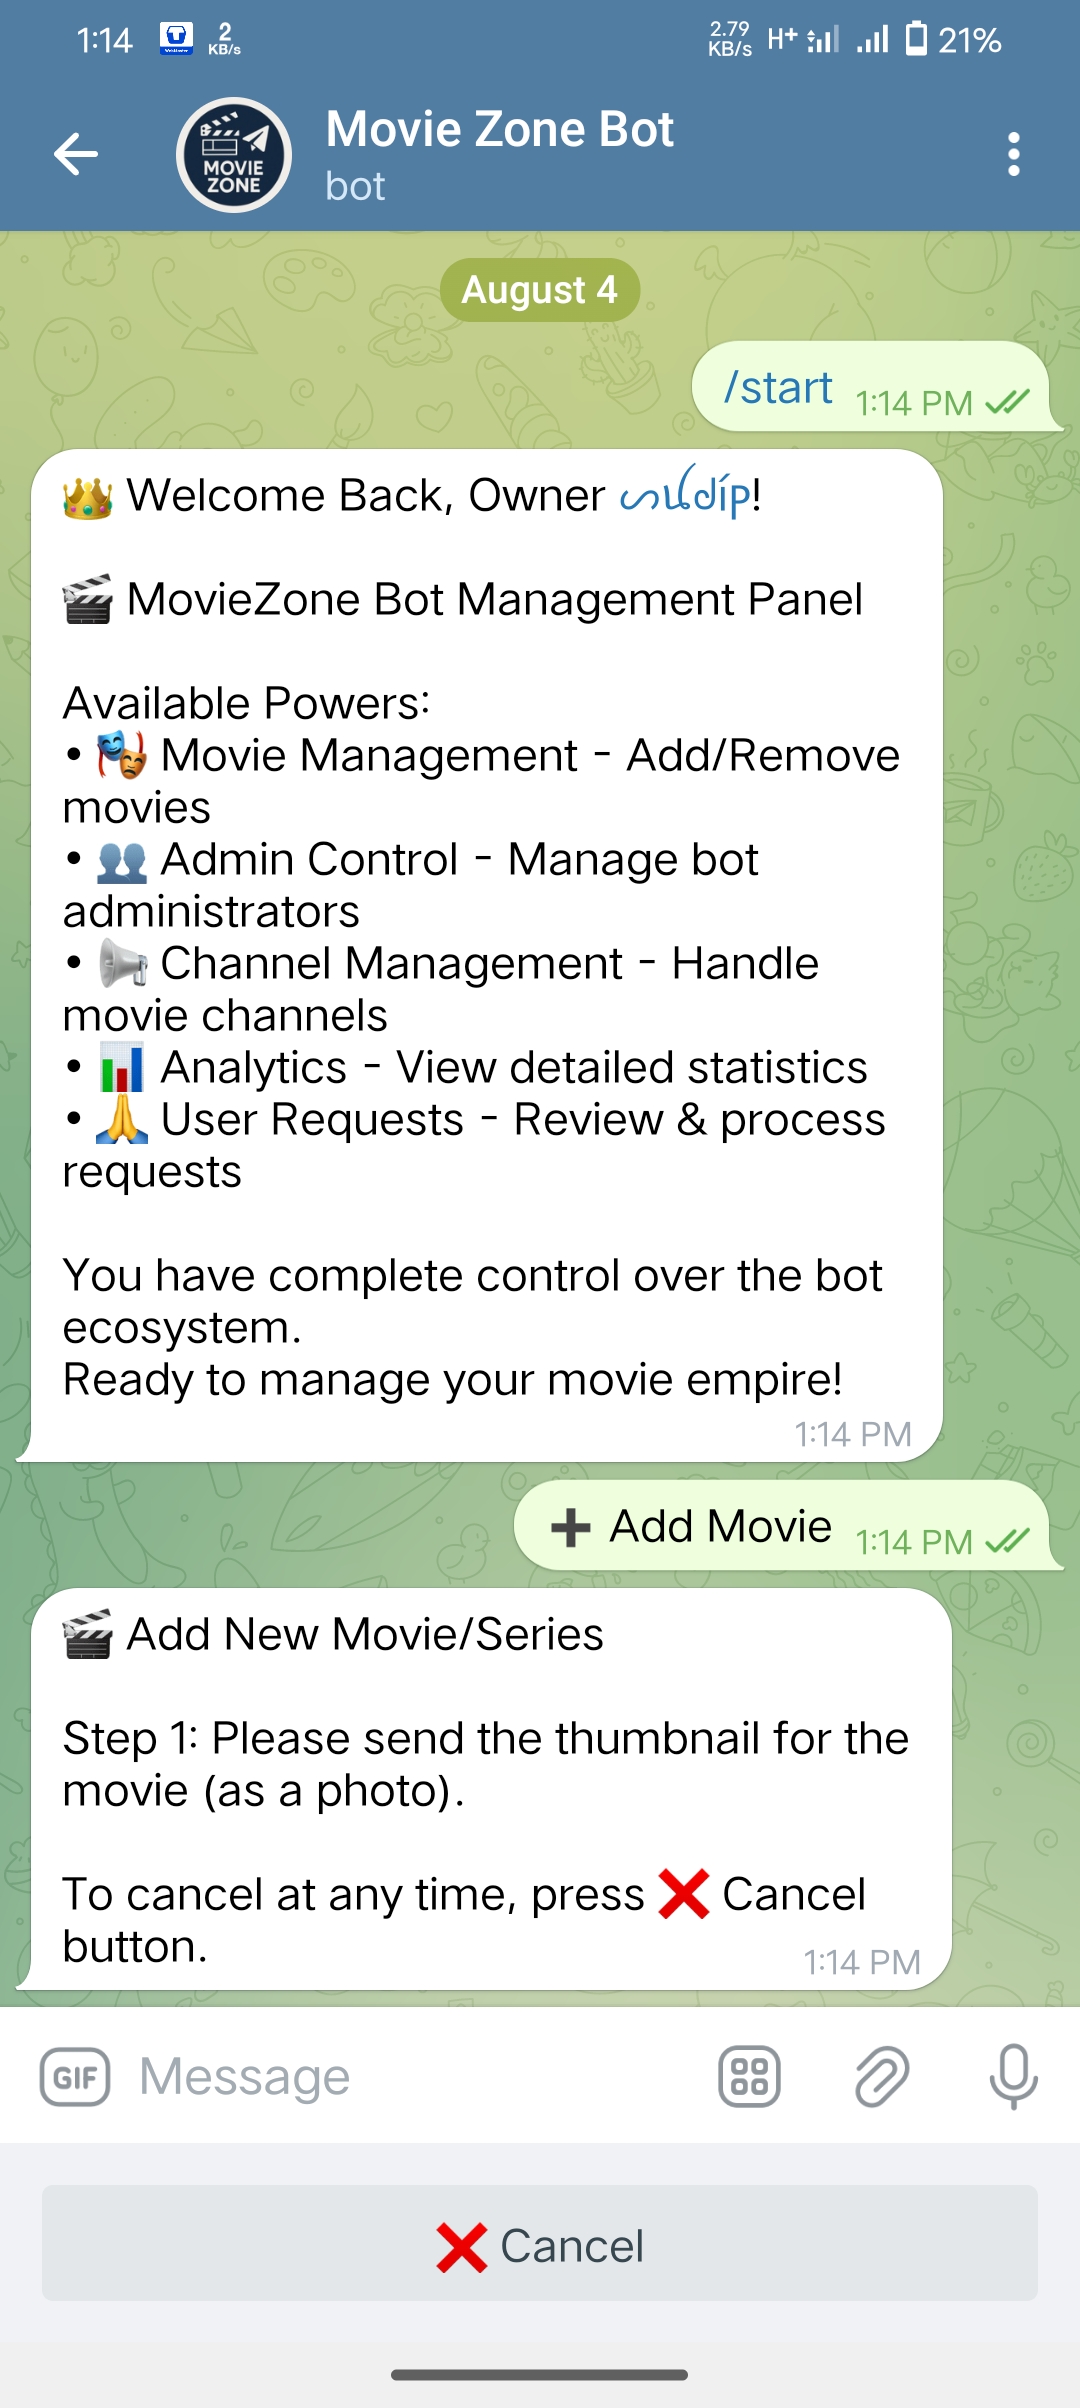 1:14 2 KB/s 2.79 KB/s H+ 21%
MOVIE
ZONE
Movie Zone Bot
bot
August 4
/start 1:14 PM
👑 Welcome Back, Owner !
🎬 MovieZone Bot Management Panel
Available Powers:
• 🎭 Movie Management - Add/Remove
movies
• 👥 Admin Control - Manage bot
administrators
• 📢 Channel Management - Handle
movie channels
• 📊 Analytics - View detailed statistics
• 🙏 User Requests - Review & process
requests
You have complete control over the bot
ecosystem.
Ready to manage your movie empire!
1:14 PM
➕ Add Movie 1:14 PM
🎬 Add New Movie/Series
Step 1: Please send the thumbnail for the
movie (as a photo).
To cancel at any time, press ❌ Cancel
button.
1:14 PM
GIF Message
❌ Cancel